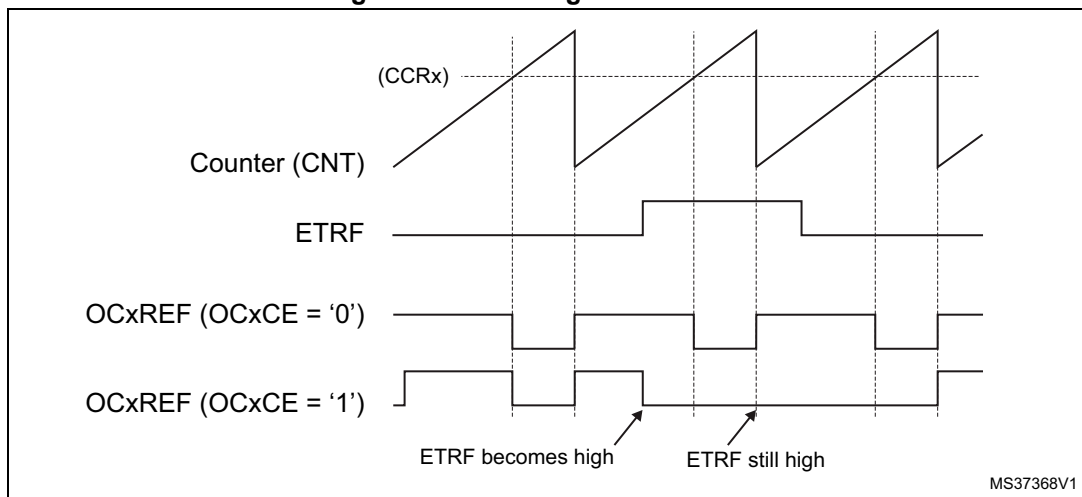 (CCRx)
Counter (CNT)
ETRF
OCxREF (OCxCE = ‘0’)
OCxREF (OCxCE = ‘1’)
ETRF becomes high
ETRF still high
MS37368V1